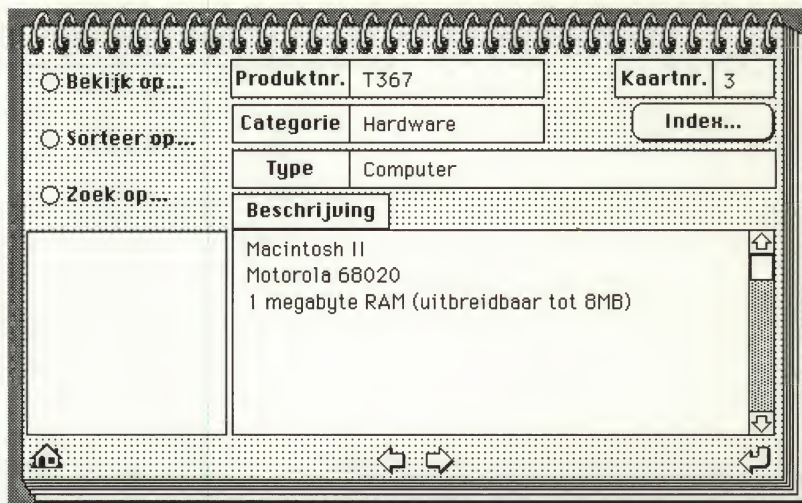 Bekijk op...
Sorteer op...
Zoek op...
Produktnr. T367
Kaartnr. 3
Categorie Hardware
Index...
Type Computer
Beschrijving
Macintosh II
Motorola 68020
1 megabyte RAM (uitbreidbaar tot 8MB)